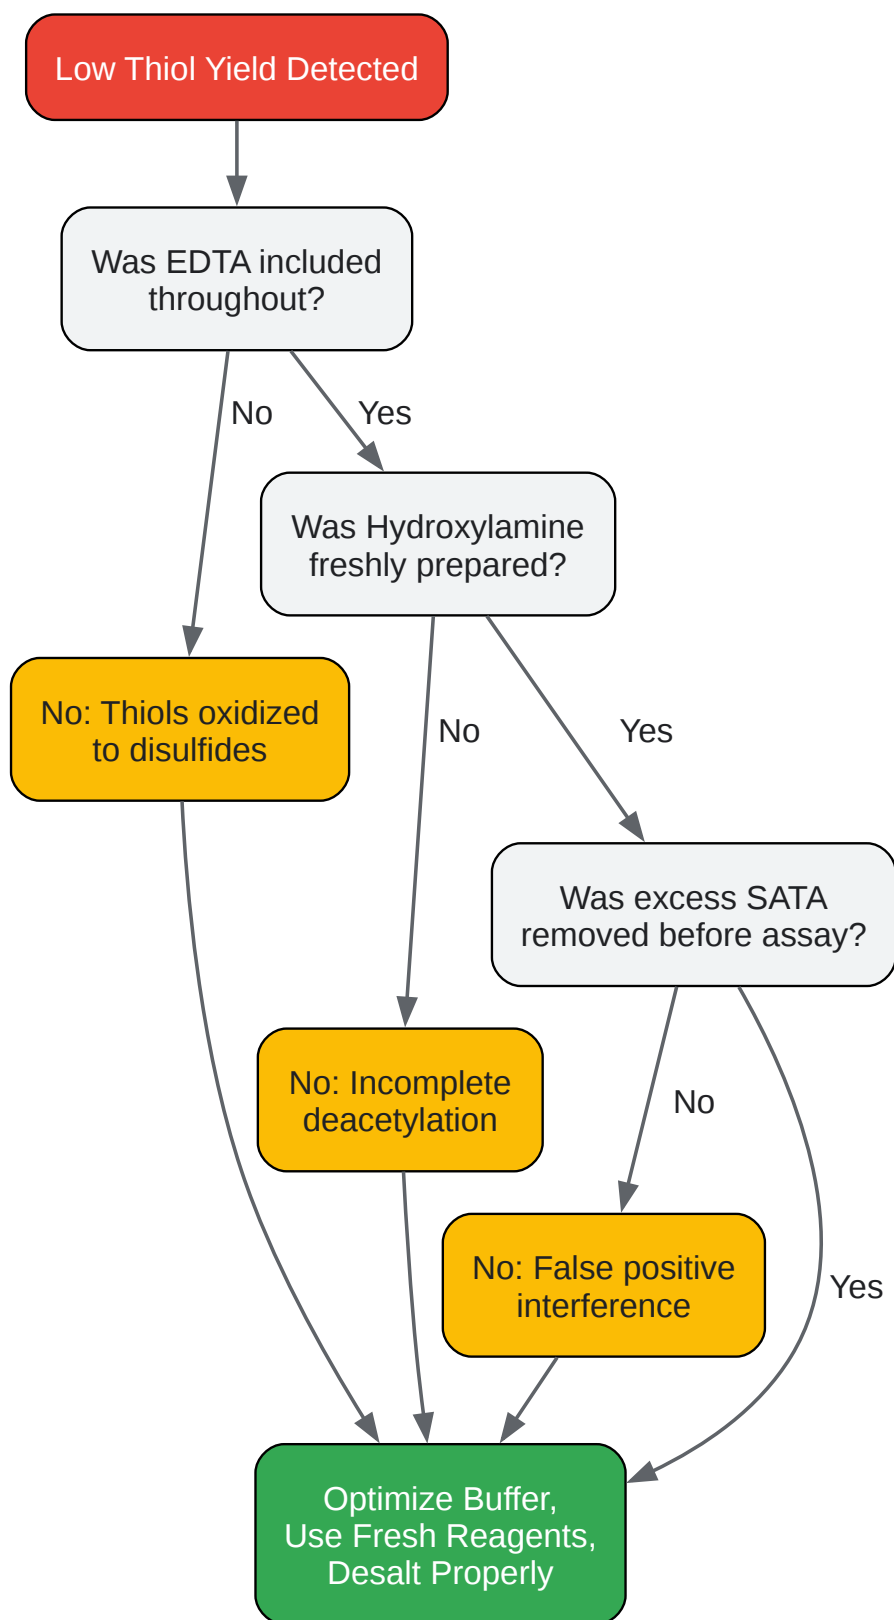 Low Thiol Yield Detected
Was EDTA included
throughout?
No
Yes
Was Hydroxylamine
freshly prepared?
No: Thiols oxidized
to disulfides
No
Yes
Was excess SATA
removed before assay?
No: Incomplete
deacetylation
No
No: False positive
interference
Yes
Optimize Buffer,
Use Fresh Reagents,
Desalt Properly